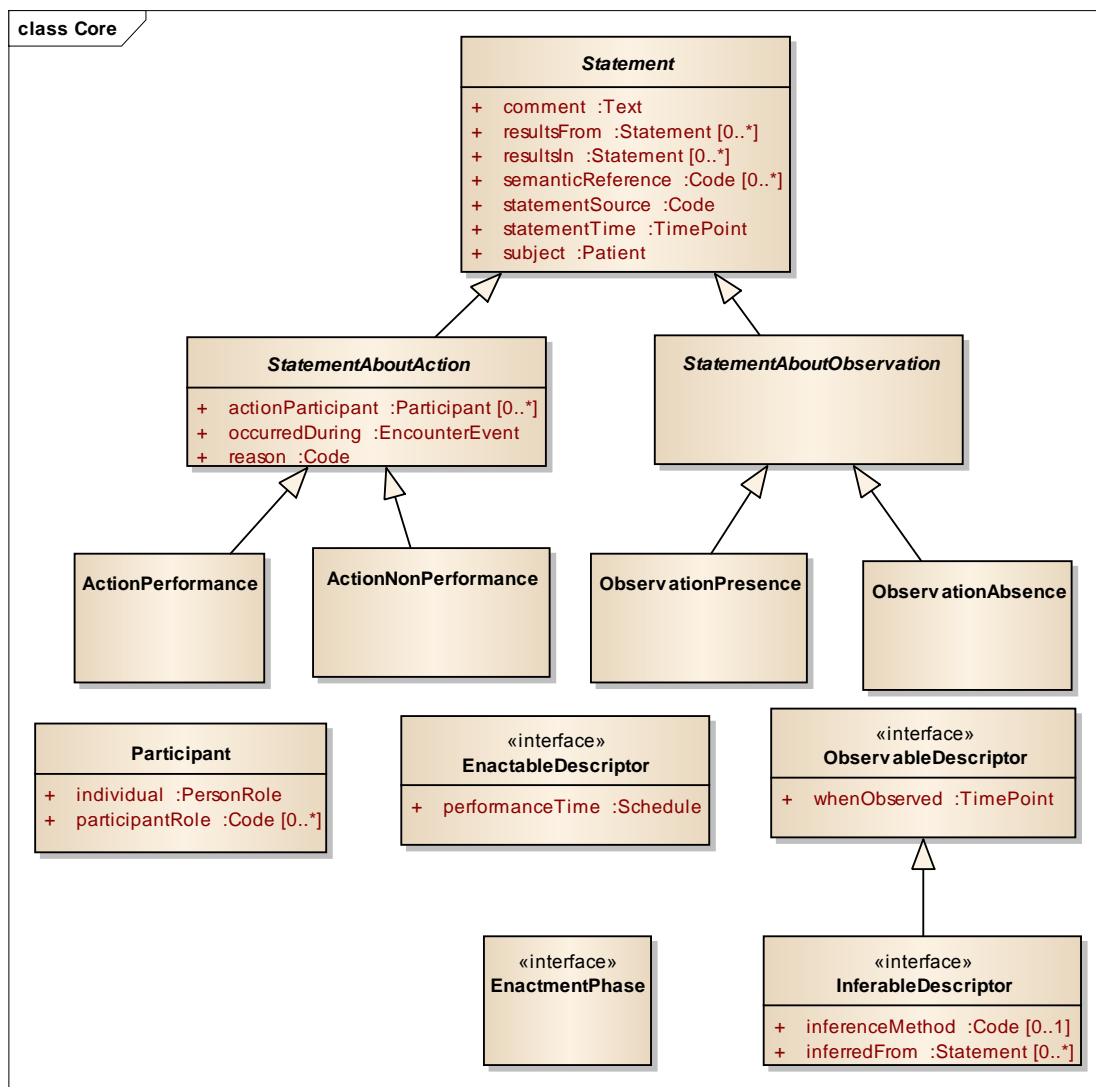 class Core
Statement
+ comment :Text
+ resultsFrom :Statement [0..*]
+ resultsIn :Statement [0..*]
+ semanticReference :Code [0..*]
+ statementSource :Code
+ statementTime :TimePoint
+ subject :Patient
StatementAboutAction
+ actionParticipant :Participant [0..*]
+ occurredDuring :EncounterEvent
+ reason :Code
StatementAboutObservation
ActionPerformance
ActionNonPerformance
ObservationPresence
ObservationAbsence
Participant
+ individual :PersonRole
+ participantRole :Code [0..*]
«interface»
EnactableDescriptor
+ performanceTime :Schedule
«interface»
ObservableDescriptor
+ whenObserved :TimePoint
«interface»
EnactmentPhase
«interface»
InferableDescriptor
+ inferenceMethod :Code [0..1]
+ inferredFrom :Statement [0..*]